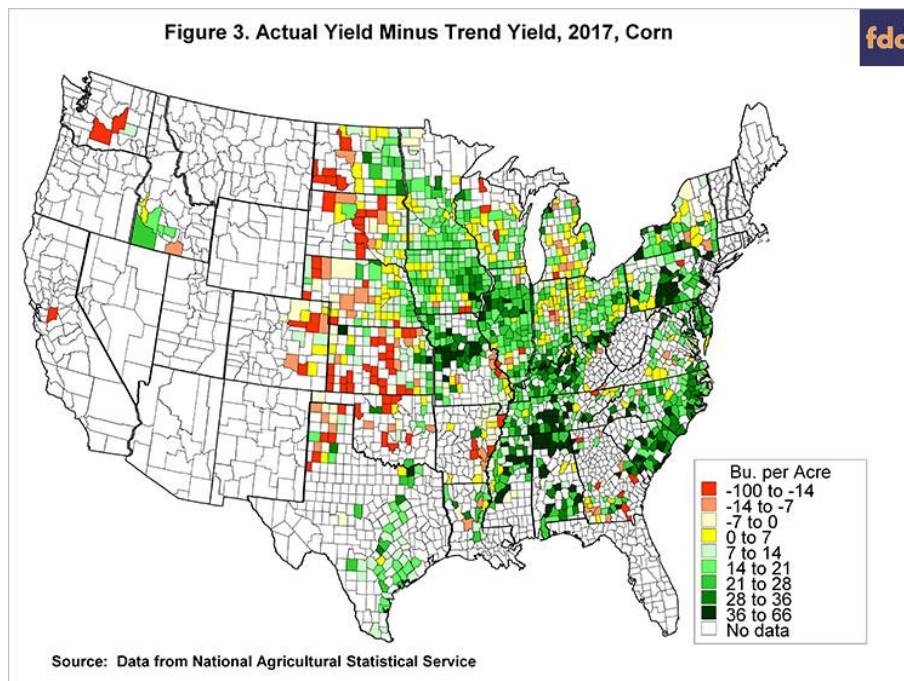 Figure 3. Actual Yield Minus Trend Yield, 2017, Corn
fdd
Bu. per Acre
-100 to -14
-14 to -7
-7 to 0
0 to 7
7 to 14
14 to 21
21 to 28
28 to 36
36 to 66
No data
Source: Data from National Agricultural Statistical Service